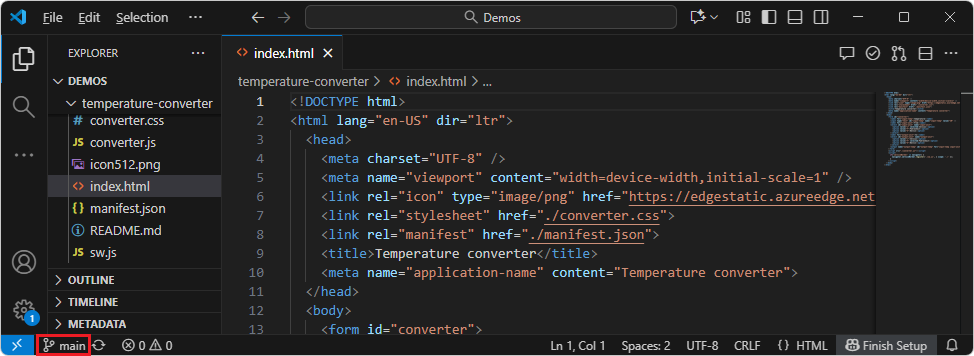 File Edit Selection ... Demos
EXPLORER ...
index.html
DEMOS
temperature-converter
converter.css
converter.js
icon512.png
index.html
manifest.json
README.md
sw.js
OUTLINE
TIMELINE
METADATA
temperature-converter > index.html > ...
1 <!DOCTYPE html>
2 <html lang="en-US" dir="ltr">
3 <head>
4 <meta charset="UTF-8" />
5 <meta name="viewport" content="width=device-width,initial-scale=1" />
6 <link rel="icon" type="image/png" href="https://edgestatic.azureedge.net
7 <link rel="stylesheet" href="./converter.css">
8 <link rel="manifest" href="./manifest.json">
9 <title>Temperature converter</title>
10 <meta name="application-name" content="Temperature converter">
11 </head>
12 <body>
13 <form id="converter">
1
main 0 0 Ln 1, Col 1 Spaces: 2 UTF-8 CRLF {} HTML Finish Setup